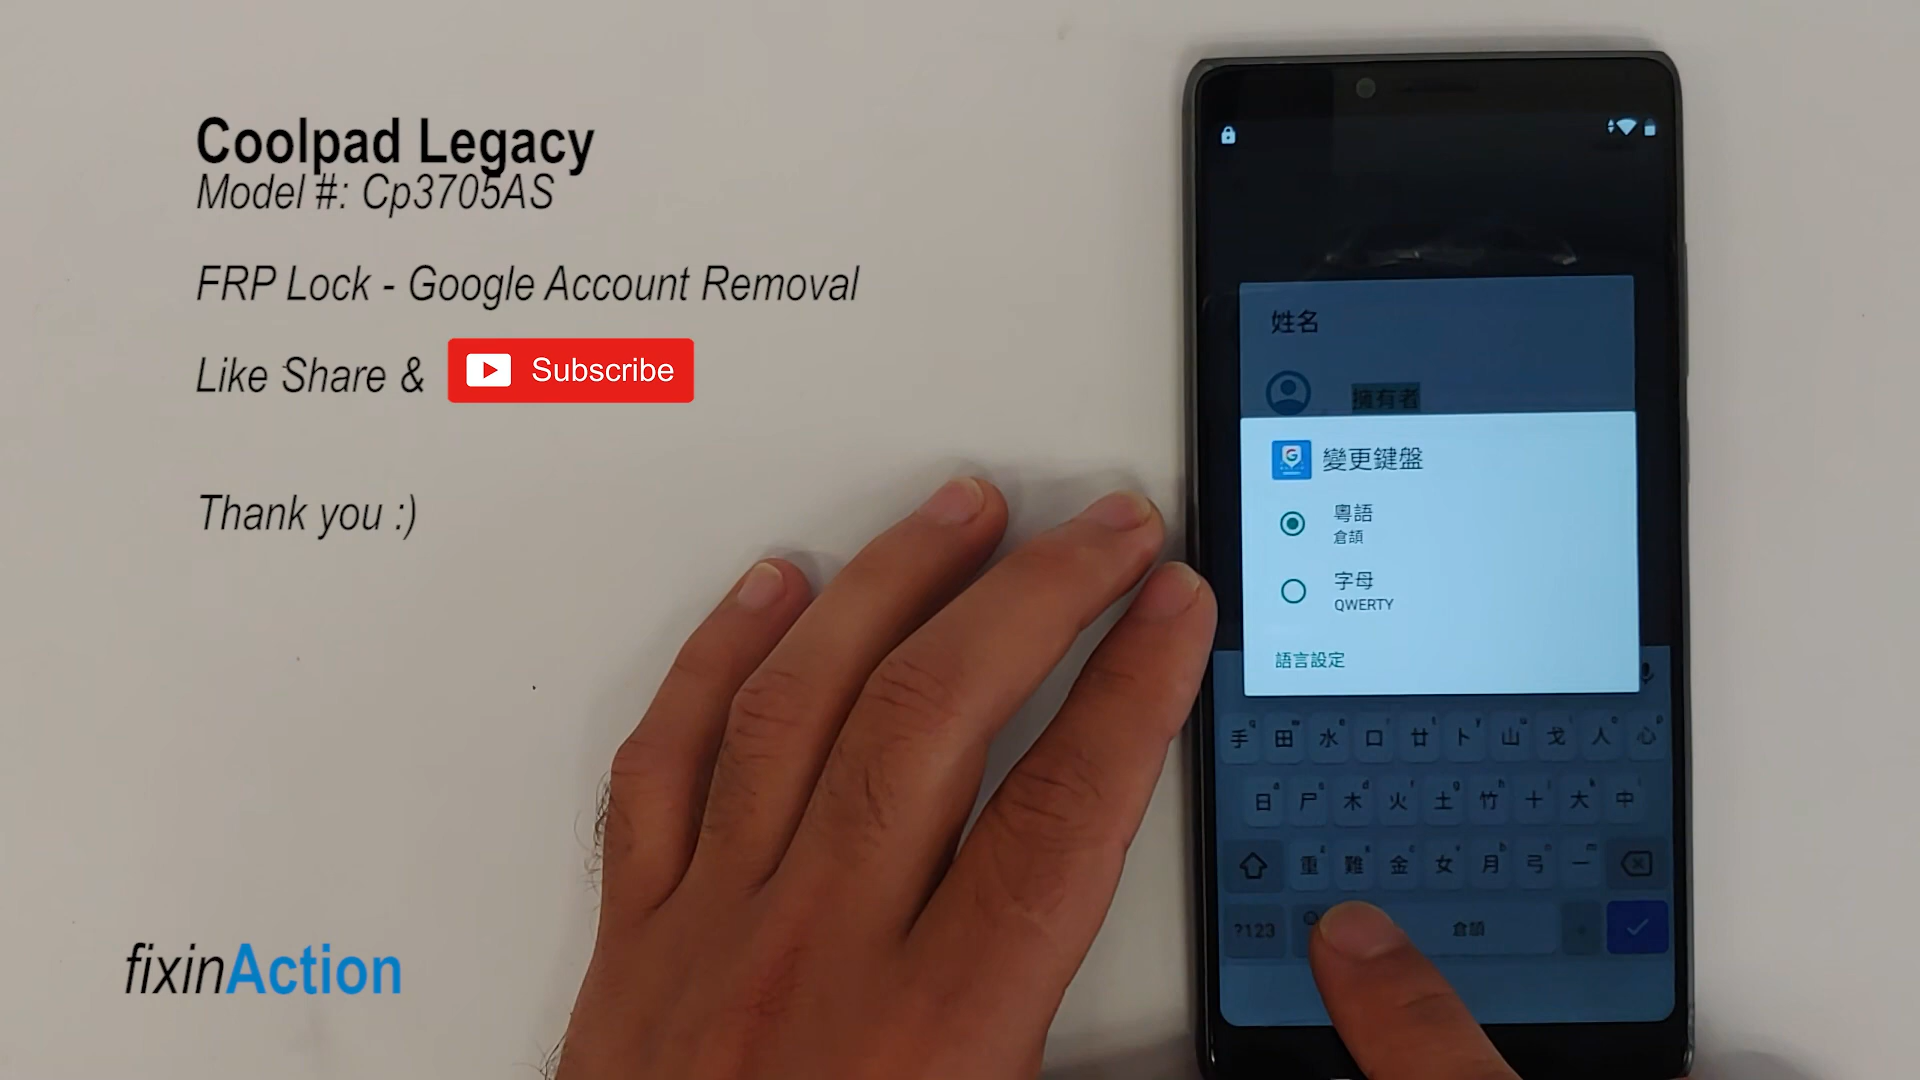 Coolpad Legacy
Model #: Cp3705AS
FRP Lock - Google Account Removal
Like Share & Subscribe
Thank you :)
fixinAction
姓名
擁有者
變更鍵盤
粵語
倉頡
字母
QWERTY
語言設定
手 田 水 口 廿 卜 山 戈 人 心
日 尸 木 火 土 竹 十 大 中
重 難 金 女 月 弓 一
?123 倉頡